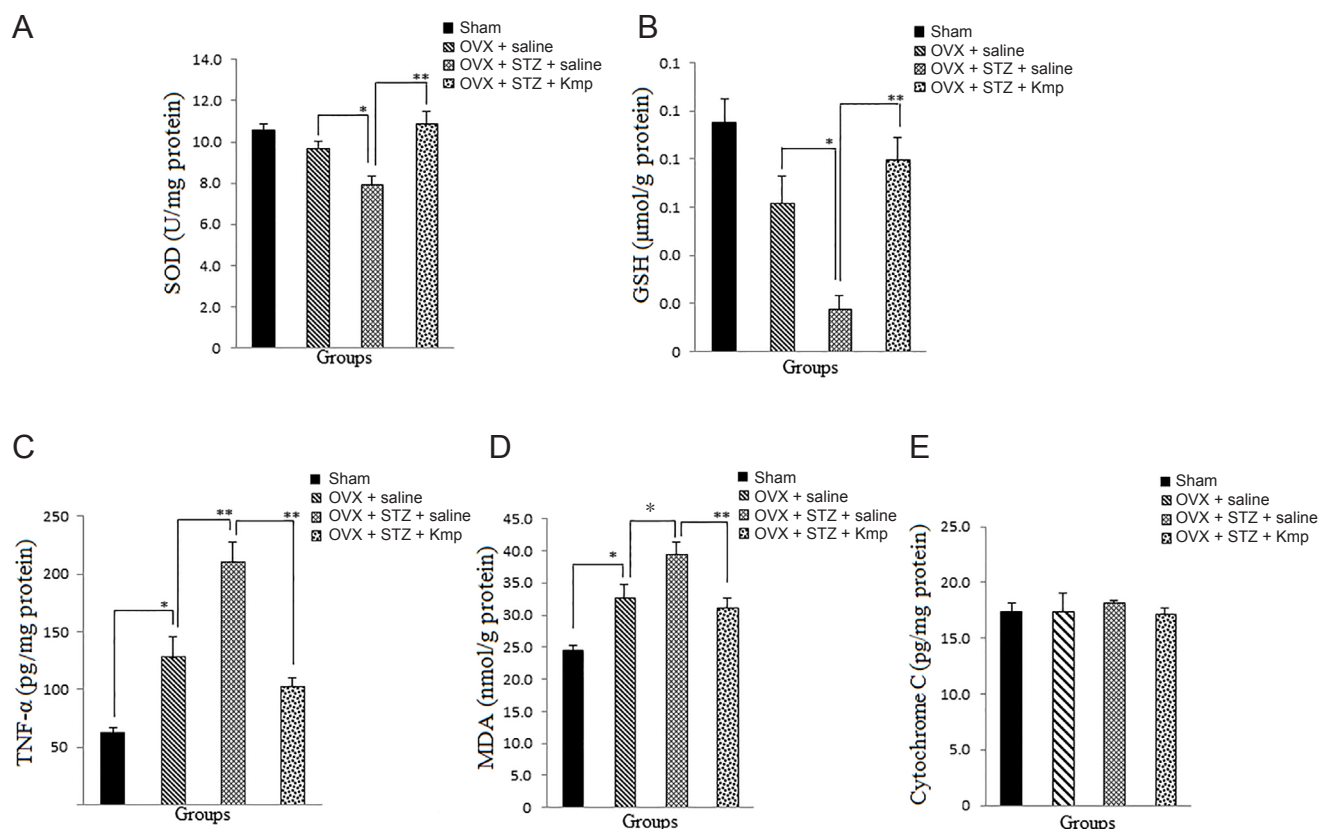 A
Sham
OVX + saline
OVX + STZ + saline
OVX + STZ + Kmp
SOD (U/mg protein)
14.0
12.0
10.0
8.0
6.0
4.0
2.0
0
*
**
Groups
B
Sham
OVX + saline
OVX + STZ + saline
OVX + STZ + Kmp
GSH (µmol/g protein)
0.1
0.1
0.1
0.1
0.0
0.0
0
*
**
Groups
C
Sham
OVX + saline
OVX + STZ + saline
OVX + STZ + Kmp
TNF-α (pg/mg protein)
250
200
150
100
50
*
**
**
Groups
D
Sham
OVX + saline
OVX + STZ + saline
OVX + STZ + Kmp
MDA (nmol/g protein)
45.0
40.0
35.0
30.0
25.0
20.0
15.0
10.0
5.0
0
*
*
**
Groups
E
Sham
OVX + saline
OVX + STZ + saline
OVX + STZ + Kmp
Cytochrome C (pg/mg protein)
25.0
20.0
15.0
10.0
5.0
0
Groups